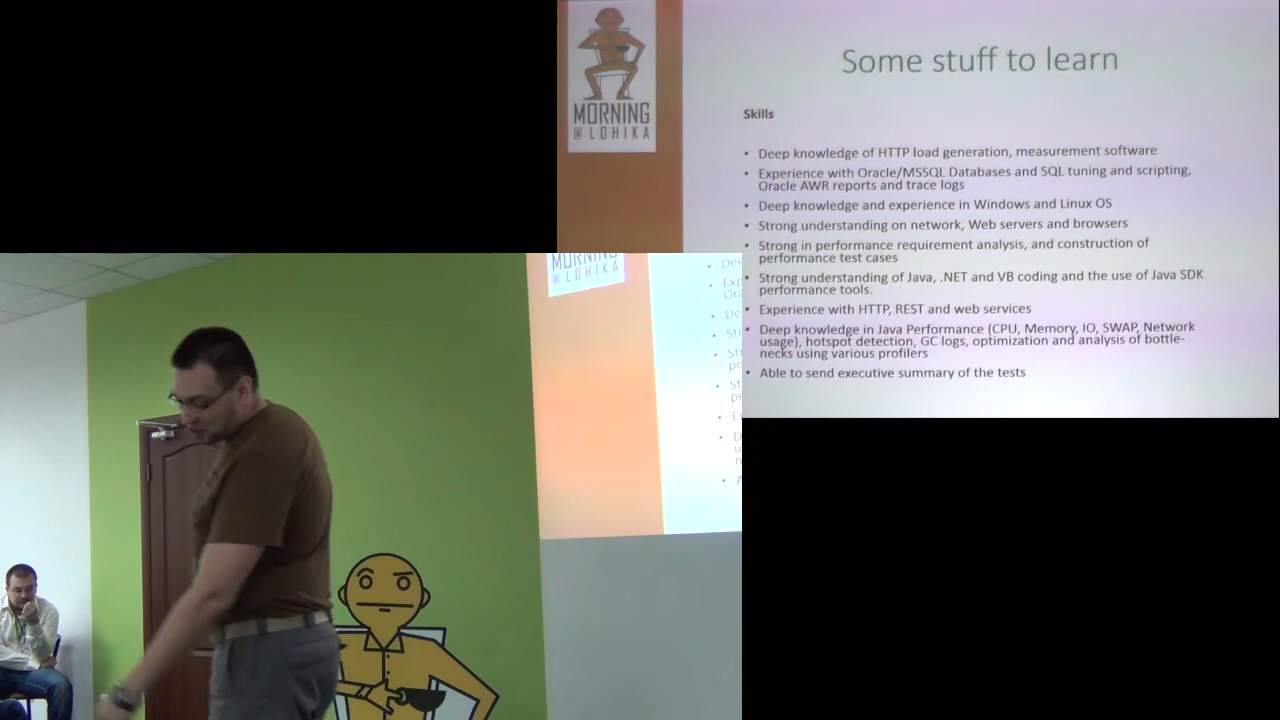 MORNING
@ LOHIKA
Some stuff to learn
Skills
• Deep knowledge of HTTP load generation, measurement software
• Experience with Oracle/MSSQL Databases and SQL tuning and scripting,
Oracle AWR reports and trace logs
• Deep knowledge and experience in Windows and Linux OS
• Strong understanding on network, Web servers and browsers
• Strong in performance requirement analysis, and construction of
performance test cases
• Strong understanding of Java, .NET and VB coding and the use of Java SDK
performance tools.
• Experience with HTTP, REST and web services
• Deep knowledge in Java Performance (CPU, Memory, IO, SWAP, Network
usage), hotspot detection, GC logs, optimization and analysis of bottle-
necks using various profilers
• Able to send executive summary of the tests
MORNING
@ LOHIKA